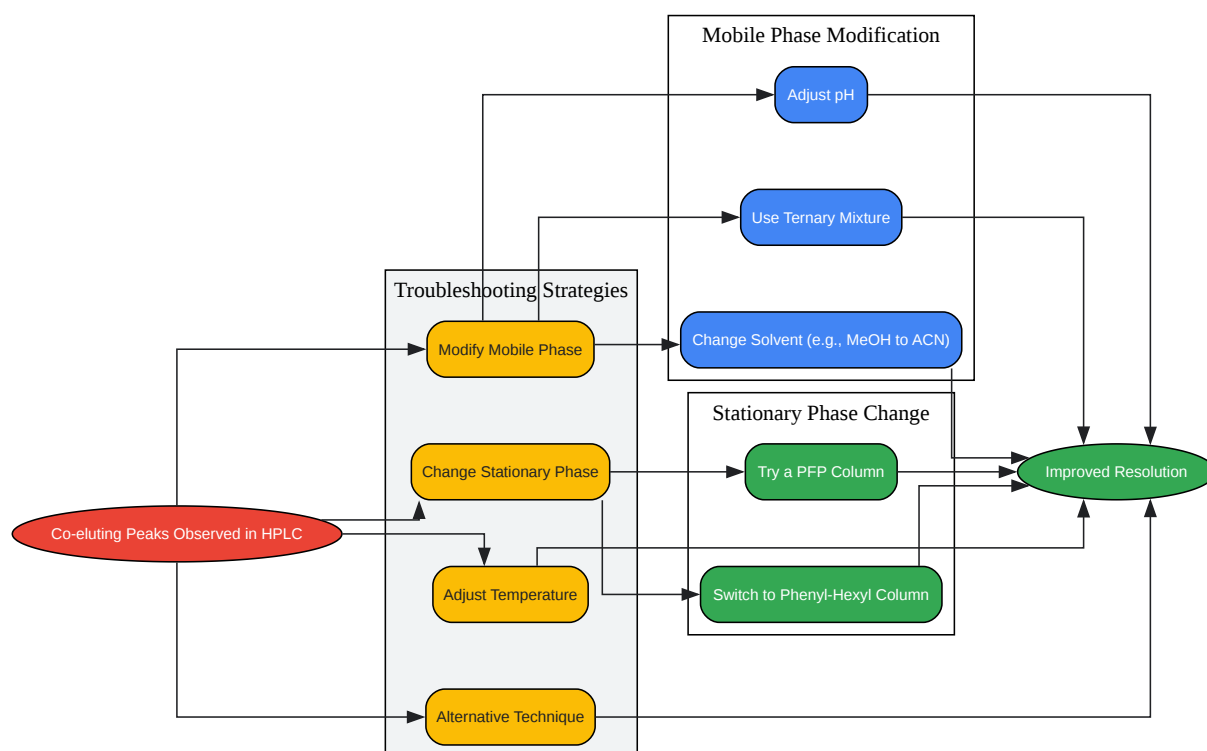 Mobile Phase Modification
Adjust pH
Use Ternary Mixture
Troubleshooting Strategies
Modify Mobile Phase
Change Solvent (e.g., MeOH to ACN)
Stationary Phase Change
Change Stationary Phase
Try a PFP Column
Improved Resolution
Co-eluting Peaks Observed in HPLC
Adjust Temperature
Switch to Phenyl-Hexyl Column
Alternative Technique